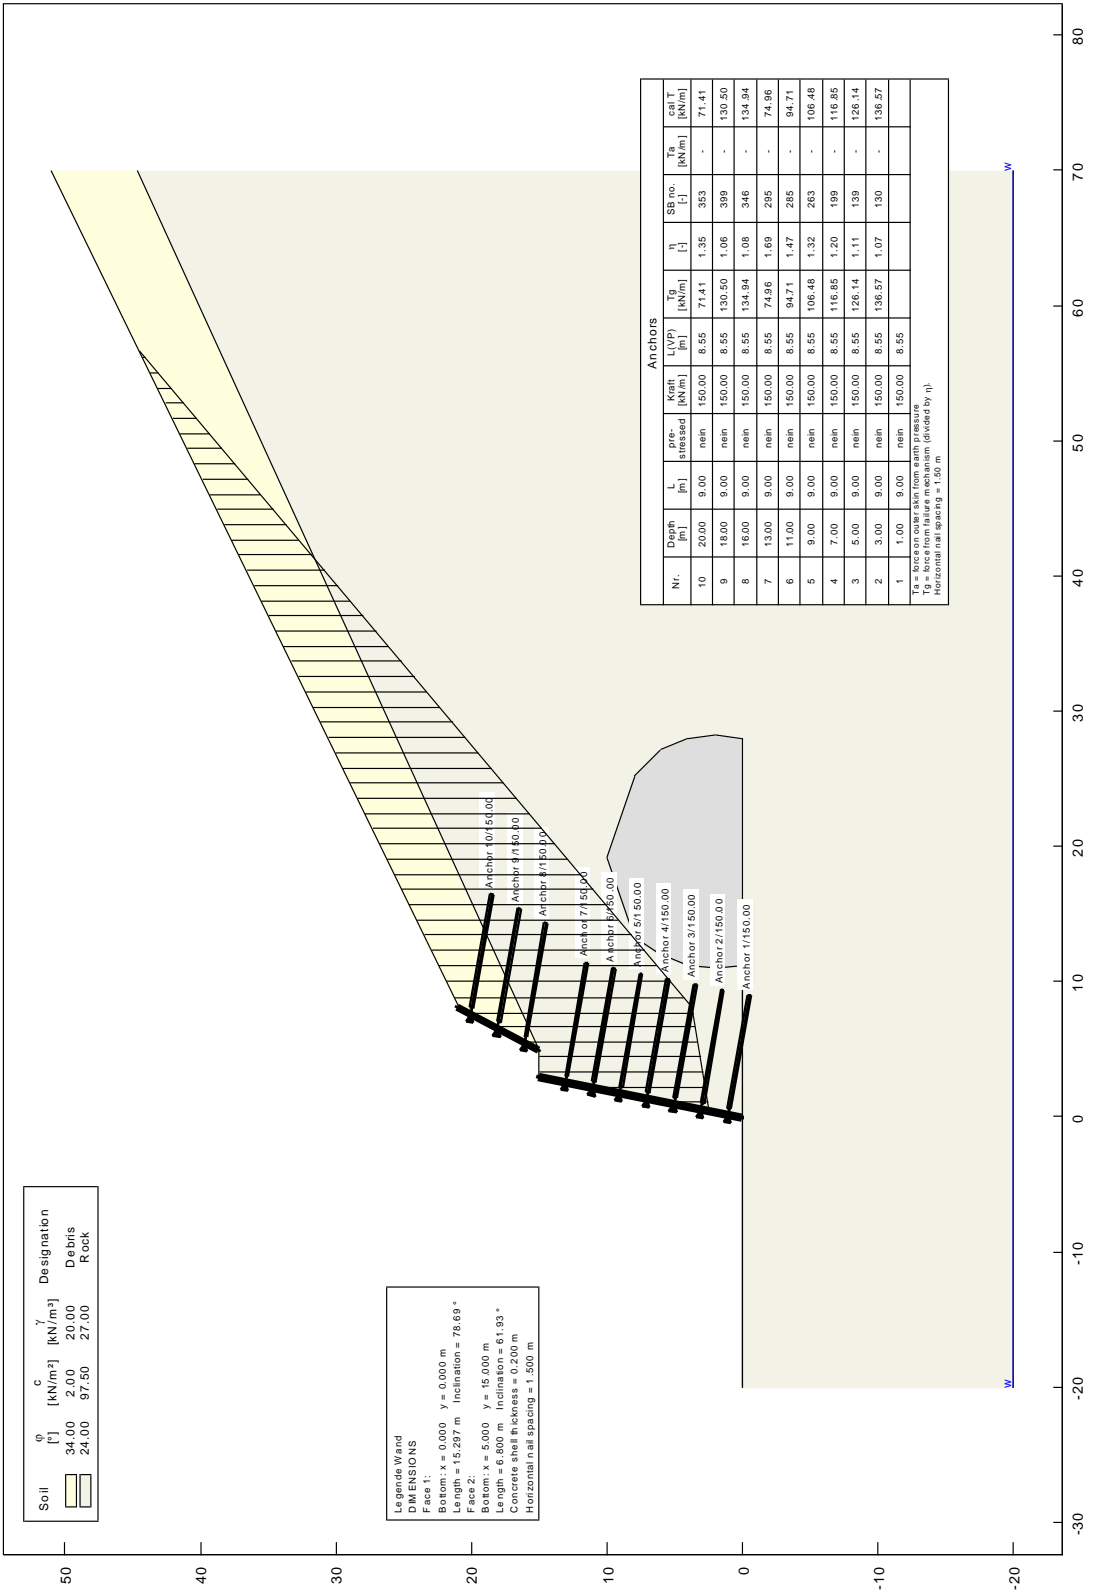 Soil φ c γ Designation
[°] [kN/m²] [kN/m³]
34.00 2.00 20.00 Debris
24.00 97.50 27.00 Rock
Legende Wand
DIMENSIONS
Face 1:
Bottom: x = 0.000 y = 0.000 m
Length = 15.297 m Inclination = 78.69 °
Face 2:
Bottom: x = 5.000 y = 15.000 m
Length = 6.800 m Inclination = 61.93 °
Concrete shell thickness = 0.200 m
Horizontal nail spacing = 1.500 m
Anchor 10/150.00
Anchor 9/150.00
Anchor 8/150.00
Anchor 7/150.00
Anchor 6/150.00
Anchor 5/150.00
Anchor 4/150.00
Anchor 3/150.00
Anchor 2/150.00
Anchor 1/150.00
Anchors
Nr. Depth L pre- Kraft L(VP) Tg η SB no. Ta cal T
[m] [m] stressed [kN/m] [m] [kN/m] [-] [-] [kN/m] [kN/m]
10 20.00 9.00 nein 150.00 8.55 71.41 1.35 353 - 71.41
9 18.00 9.00 nein 150.00 8.55 130.50 1.06 399 - 130.50
8 16.00 9.00 nein 150.00 8.55 134.94 1.08 346 - 134.94
7 13.00 9.00 nein 150.00 8.55 74.96 1.69 295 - 74.96
6 11.00 9.00 nein 150.00 8.55 94.71 1.47 285 - 94.71
5 9.00 9.00 nein 150.00 8.55 106.48 1.32 263 - 106.48
4 7.00 9.00 nein 150.00 8.55 116.85 1.20 199 - 116.85
3 5.00 9.00 nein 150.00 8.55 126.14 1.11 139 - 126.14
2 3.00 9.00 nein 150.00 8.55 136.57 1.07 130 - 136.57
1 1.00 9.00 nein 150.00 8.55
Ta = force on outer skin from earth pressure
Tg = force from failure mechanism (divided by η).
Horizontal nail spacing = 1.50 m
w w
50
40
30
20
10
0
-10
-20
-30 -20 -10 0 10 20 30 40 50 60 70 80